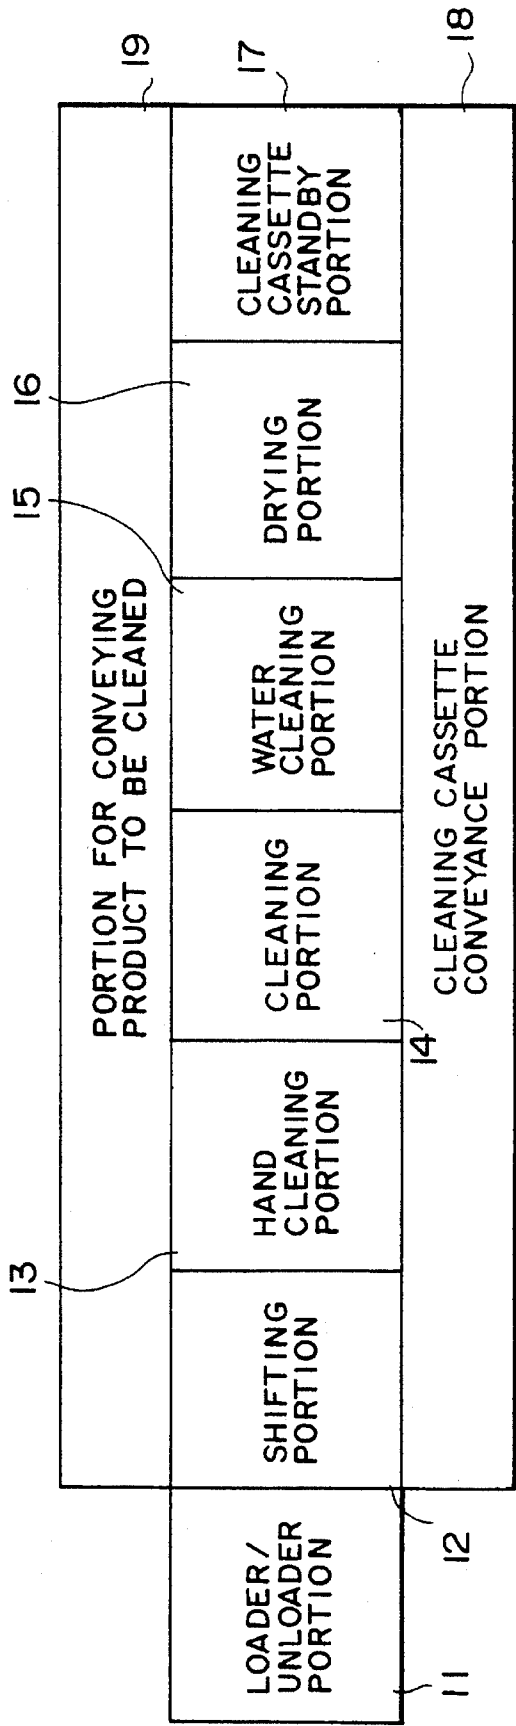 19
PORTION FOR CONVEYING
PRODUCT TO BE CLEANED
13
15
16
LOADER/
UNLOADER
PORTION
SHIFTING
PORTION
HAND
CLEANING
PORTION
CLEANING
PORTION
WATER
CLEANING
PORTION
DRYING
PORTION
CLEANING
CASSETTE
STANDBY
PORTION
17
11
12
14
CLEANING CASSETTE
CONVEYANCE PORTION
18